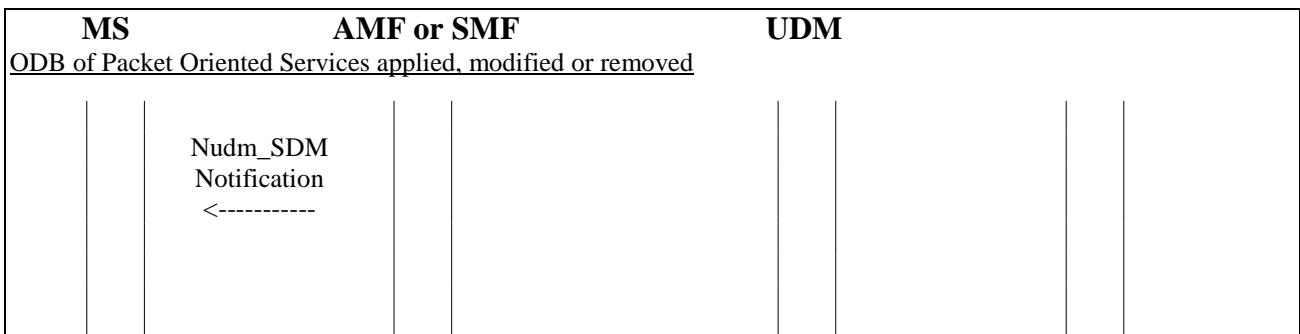 MS AMF or SMF UDM
ODB of Packet Oriented Services applied, modified or removed
Nudm_SDM
Notification
<-----------